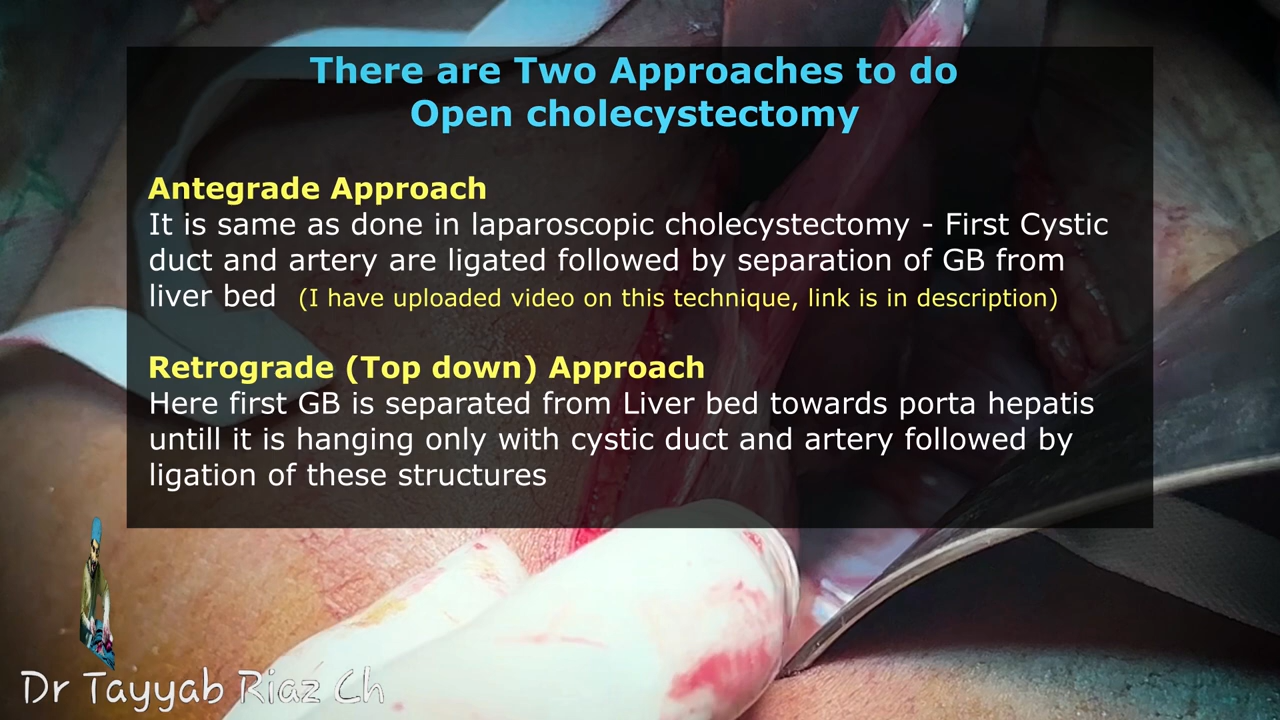 There are Two Approaches to do
Open cholecystectomy
Antegrade Approach
It is same as done in laparoscopic cholecystectomy - First Cystic
duct and artery are ligated followed by separation of GB from
liver bed (I have uploaded video on this technique, link is in description)
Retrograde (Top down) Approach
Here first GB is separated from Liver bed towards porta hepatis
untill it is hanging only with cystic duct and artery followed by
ligation of these structures
Dr Tayyab Riaz Ch